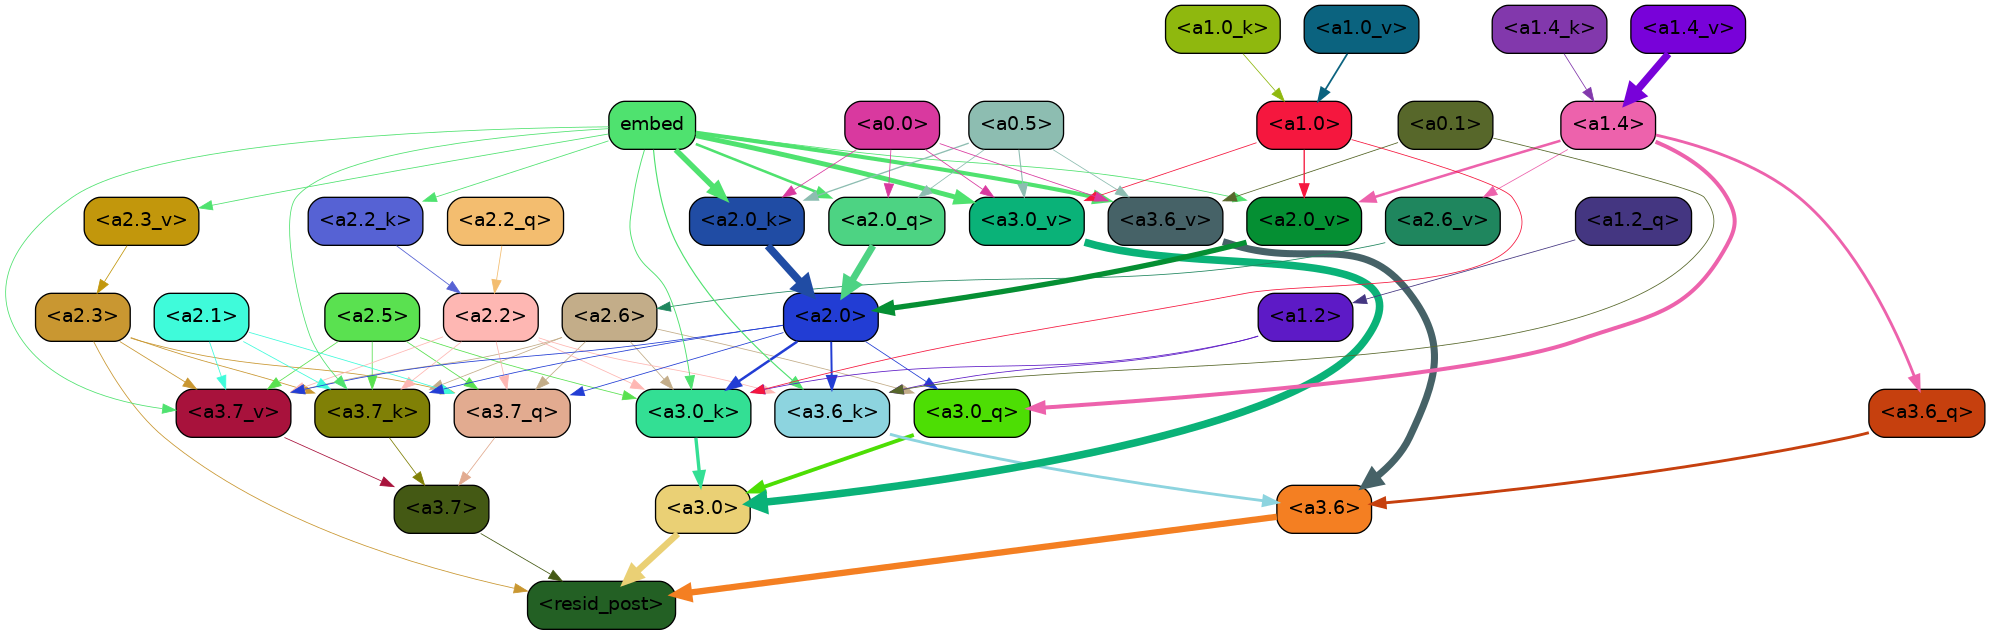 <a1.0_k> <a1.0_v> <a1.4_k> <a1.4_v>
embed <a0.0> <a0.5> <a1.0> <a0.1> <a1.4>
<a2.3_v> <a2.2_k> <a2.2_q> <a2.0_k> <a2.0_q> <a3.0_v> <a3.6_v> <a2.0_v> <a2.6_v> <a1.2_q>
<a2.3> <a2.1> <a2.5> <a2.2> <a2.6> <a2.0> <a1.2>
<a3.7_v> <a3.7_k> <a3.7_q> <a3.0_k> <a3.6_k> <a3.0_q> <a3.6_q>
<a3.7> <a3.0> <a3.6>
<resid_post>